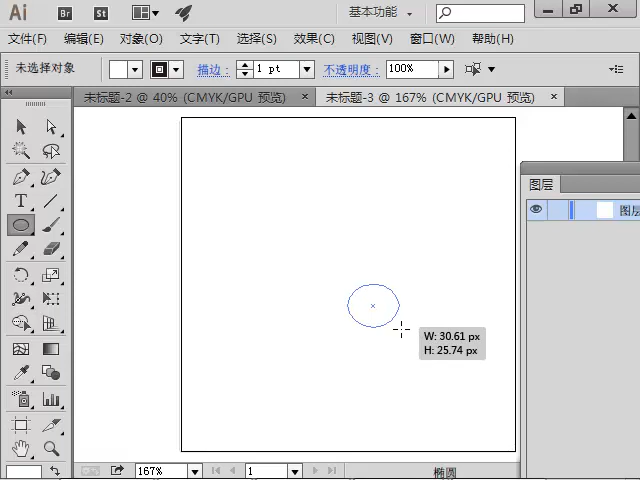 Ai Br St 基本功能
文件(F) 编辑(E) 对象(O) 文字(T) 选择(S) 效果(C) 视图(V) 窗口(W) 帮助(H)
未选择对象 描边: 1 pt 不透明度: 100%
未标题-2 @ 40% (CMYK/GPU 预览) × 未标题-3 @ 167% (CMYK/GPU 预览) ×
图层
图层
W: 30.61 px
H: 25.74 px
167% 1 椭圆